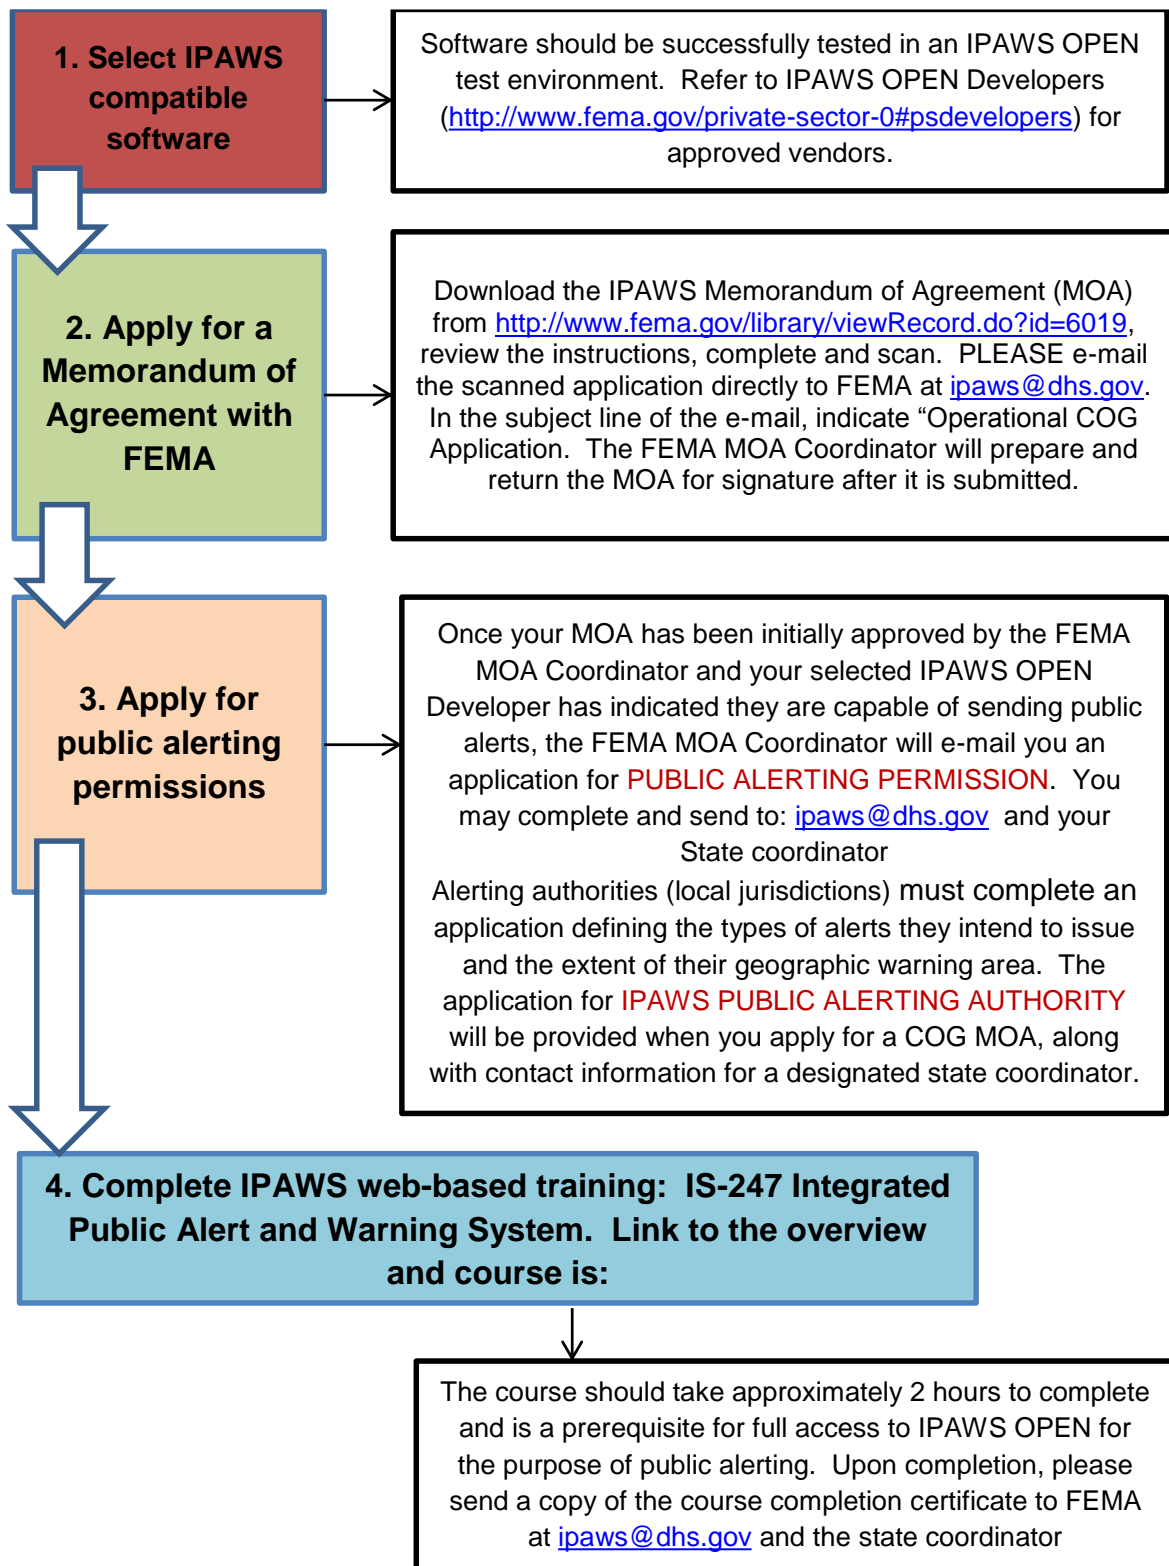 1. Select IPAWS
compatible
software
Software should be successfully tested in an IPAWS OPEN
test environment. Refer to IPAWS OPEN Developers
(http://www.fema.gov/private-sector-0#psdevelopers) for
approved vendors.
2. Apply for a
Memorandum of
Agreement with
FEMA
Download the IPAWS Memorandum of Agreement (MOA)
from http://www.fema.gov/library/viewRecord.do?id=6019,
review the instructions, complete and scan. PLEASE e-mail
the scanned application directly to FEMA at ipaws@dhs.gov.
In the subject line of the e-mail, indicate “Operational COG
Application. The FEMA MOA Coordinator will prepare and
return the MOA for signature after it is submitted.
3. Apply for
public alerting
permissions
Once your MOA has been initially approved by the FEMA
MOA Coordinator and your selected IPAWS OPEN
Developer has indicated they are capable of sending public
alerts, the FEMA MOA Coordinator will e-mail you an
application for PUBLIC ALERTING PERMISSION. You
may complete and send to: ipaws@dhs.gov and your
State coordinator
Alerting authorities (local jurisdictions) must complete an
application defining the types of alerts they intend to issue
and the extent of their geographic warning area. The
application for IPAWS PUBLIC ALERTING AUTHORITY
will be provided when you apply for a COG MOA, along
with contact information for a designated state coordinator.
4. Complete IPAWS web-based training: IS-247 Integrated
Public Alert and Warning System. Link to the overview
and course is:
The course should take approximately 2 hours to complete
and is a prerequisite for full access to IPAWS OPEN for
the purpose of public alerting. Upon completion, please
send a copy of the course completion certificate to FEMA
at ipaws@dhs.gov and the state coordinator